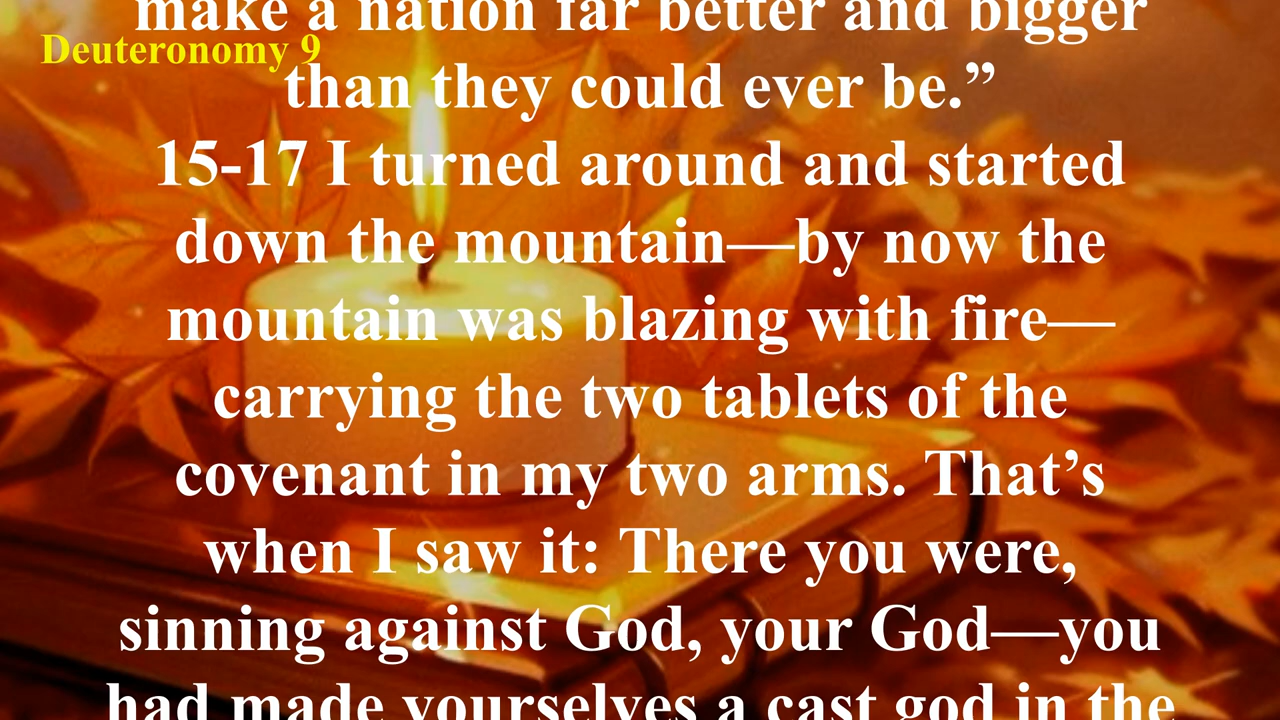 make a nation far better and bigger
Deuteronomy 9
than they could ever be.”
15-17 I turned around and started
down the mountain—by now the
mountain was blazing with fire—
carrying the two tablets of the
covenant in my two arms. That’s
when I saw it: There you were,
sinning against God, your God—you
had made yourselves a cast god in the